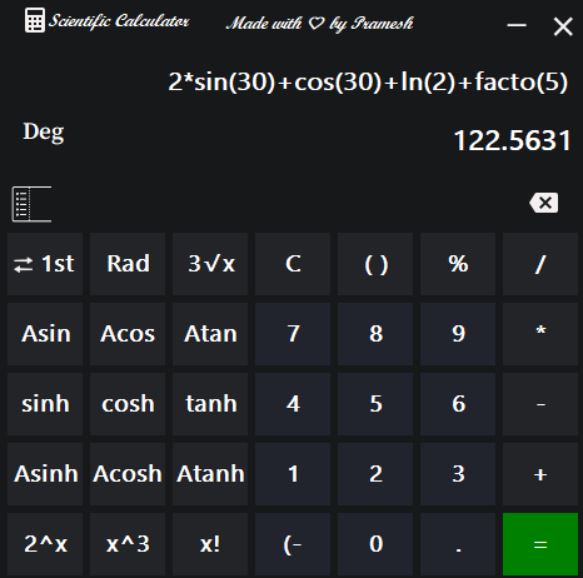 Scientific Calculator Made with ♡ by Pramesh
2*sin(30)+cos(30)+ln(2)+facto(5)
Deg
122.5631
⇄ 1st Rad 3√x C ( ) % /
Asin Acos Atan 7 8 9 *
sinh cosh tanh 4 5 6 -
Asinh Acosh Atanh 1 2 3 +
2^x x^3 x! (- 0 . =